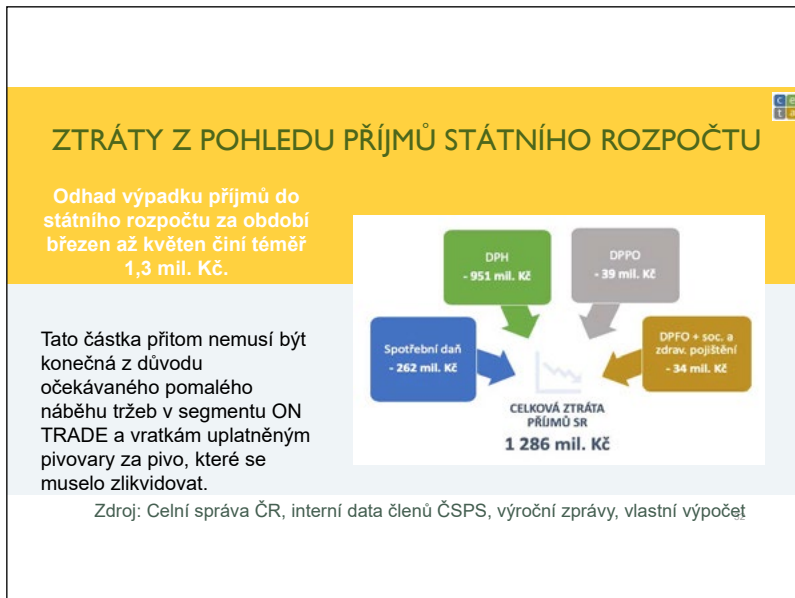 c e
t a
ZTRÁTY Z POHLEDU PŘÍJMŮ STÁTNÍHO ROZPOČTU
Odhad výpadku příjmů do
státního rozpočtu za období
březen až květen činí téměř
1,3 mil. Kč.
Tato částka přitom nemusí být
konečná z důvodu
očekávaného pomalého
náběhu tržeb v segmentu ON
TRADE a vratkám uplatněným
pivovary za pivo, které se
muselo zlikvidovat.
DPH
- 951 mil. Kč
DPPO
- 39 mil. Kč
Spotřební daň
- 262 mil. Kč
DPFO + soc. a
zdrav. pojištění
- 34 mil. Kč
CELKOVÁ ZTRÁTA
PŘÍJMŮ SR
1 286 mil. Kč
Zdroj: Celní správa ČR, interní data členů ČSPS, výroční zprávy, vlastní výpočet